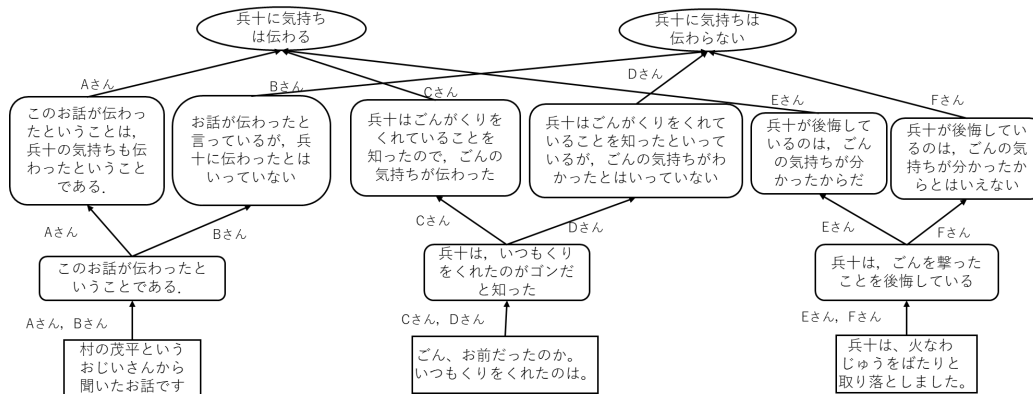 兵十に気持ち
は伝わる
兵十に気持ちは
伝わらない
Aさん
Bさん
Cさん
Dさん
Eさん
Fさん
このお話が伝わっ
たということは，
兵十の気持ちも伝
わったということ
である．
お話が伝わったと
言っているが，兵
十に伝わったとは
いっていない
兵十はごんがくりを
くれていることを
知ったので，ごんの
気持ちが伝わった
兵十はごんがくりをくれて
いることを知ったといってい
るが，ごんの気持ちがわ
かったとはいっていない
兵十が後悔して
いるのは，ごん
の気持ちが分
かったからだ
兵十が後悔してい
るのは，ごんの気
持ちが分かったか
らとはいえない
Aさん
Bさん
Cさん
Dさん
Eさん
Fさん
このお話が伝わったと
いうことである．
兵十は，いつもくり
をくれたのがゴンだ
と知った
兵十は，ごんを撃った
ことを後悔している
Aさん，Bさん
Cさん，Dさん
Eさん，Fさん
村の茂平という
おじいさんから
聞いたお話です
ごん、お前だったのか。
いつもくりをくれたのは。
兵十は、火なわ
じゅうをばたりと
取り落としました。